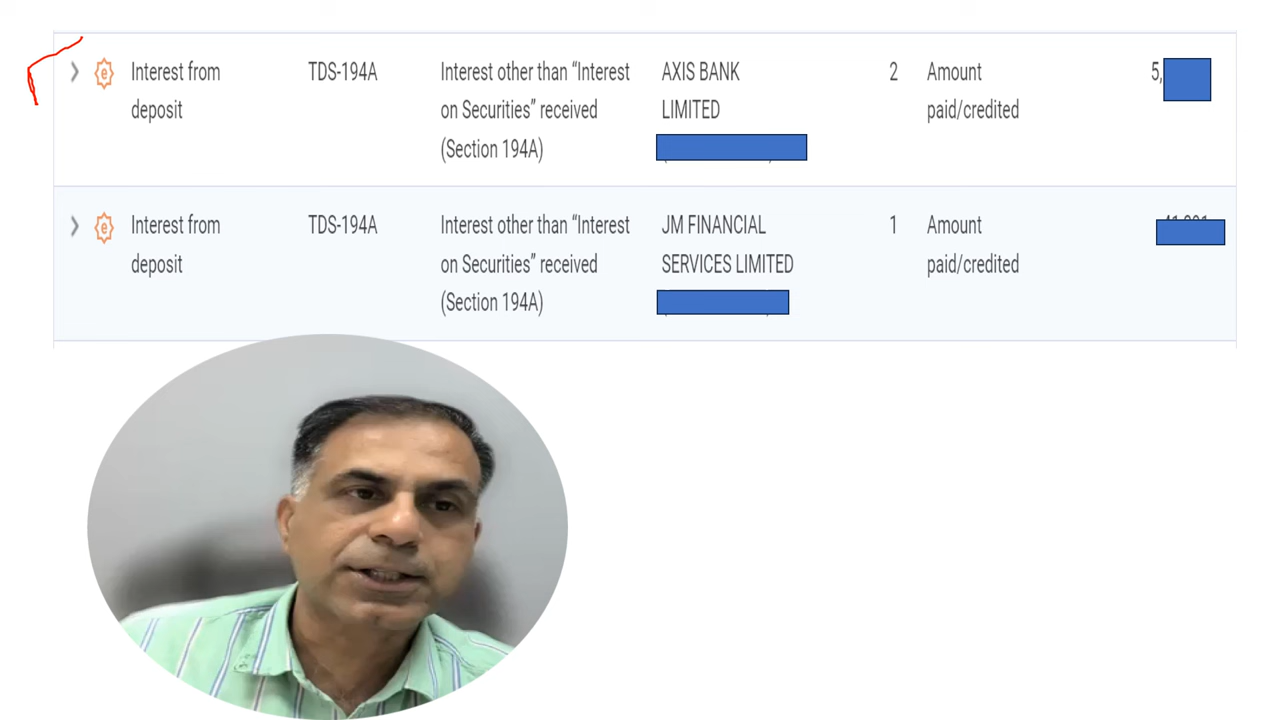 Interest from
deposit
TDS-194A
Interest other than “Interest
on Securities” received
(Section 194A)
AXIS BANK
LIMITED
2
Amount
paid/credited
5,
Interest from
deposit
TDS-194A
Interest other than “Interest
on Securities” received
(Section 194A)
JM FINANCIAL
SERVICES LIMITED
1
Amount
paid/credited